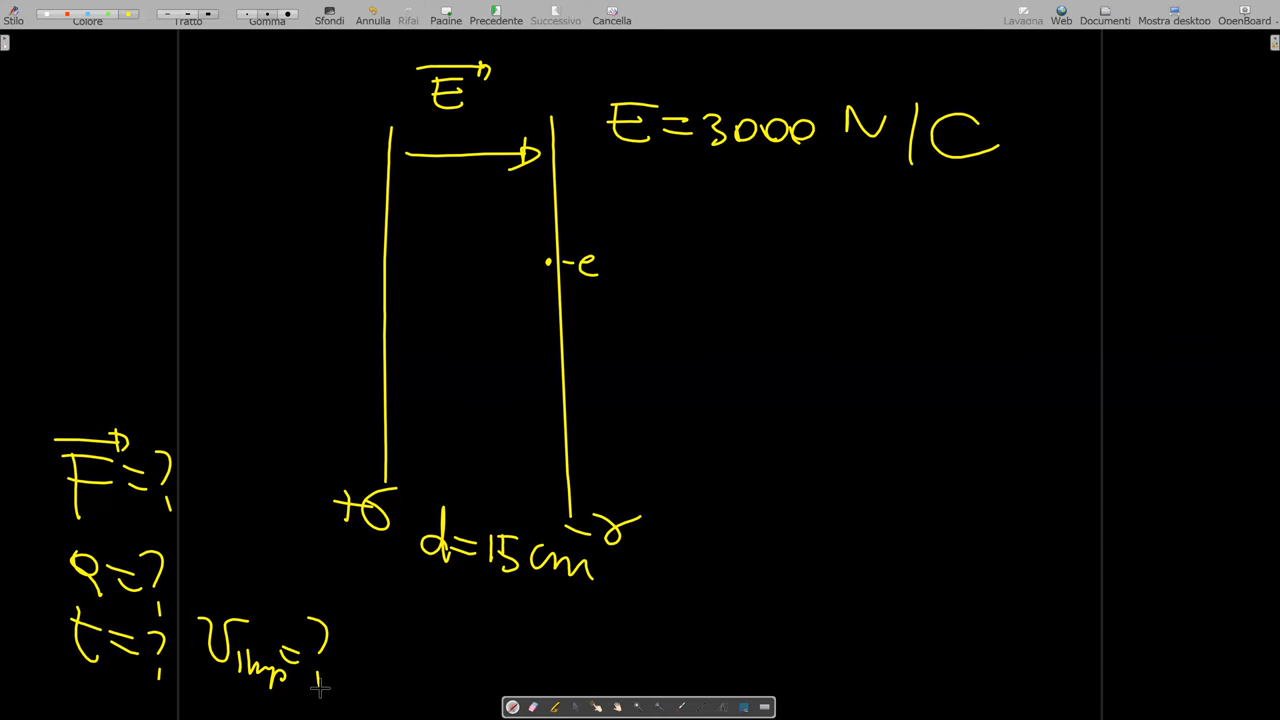 Stilo Colore Tratto Gomma Sfondi Annulla Rifai Pagine Precedente Successivo Cancella Lavagna Web Documenti Mostra desktop OpenBoard
E
E = 3000 N/C
-e
F = ?
+σ
-σ
d = 15 cm
a = ?
t = ? v imp = ?